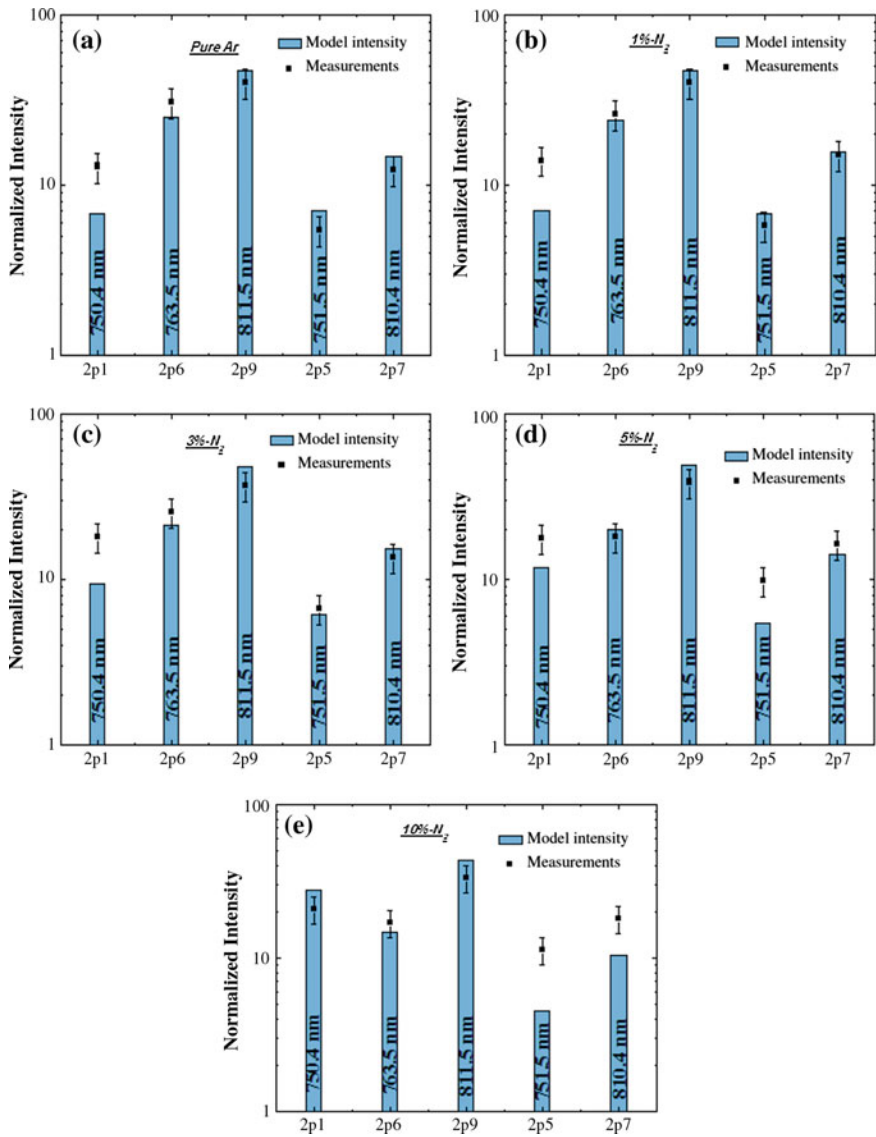 (a)
Pure Ar
Model intensity
Measurements
Normalized Intensity
100
10
1
750.4 nm
763.5 nm
811.5 nm
751.5 nm
810.4 nm
2p1 2p6 2p9 2p5 2p7
(b)
1%-N2
Model intensity
Measurements
Normalized Intensity
100
10
1
750.4 nm
763.5 nm
811.5 nm
751.5 nm
810.4 nm
2p1 2p6 2p9 2p5 2p7
(c)
3%-N2
Model intensity
Measurements
Normalized Intensity
100
10
1
750.4 nm
763.5 nm
811.5 nm
751.5 nm
810.4 nm
2p1 2p6 2p9 2p5 2p7
(d)
5%-N2
Model intensity
Measurements
Normalized Intensity
100
10
1
750.4 nm
763.5 nm
811.5 nm
751.5 nm
810.4 nm
2p1 2p6 2p9 2p5 2p7
(e)
10%-N2
Model intensity
Measurements
Normalized Intensity
100
10
1
750.4 nm
763.5 nm
811.5 nm
751.5 nm
810.4 nm
2p1 2p6 2p9 2p5 2p7